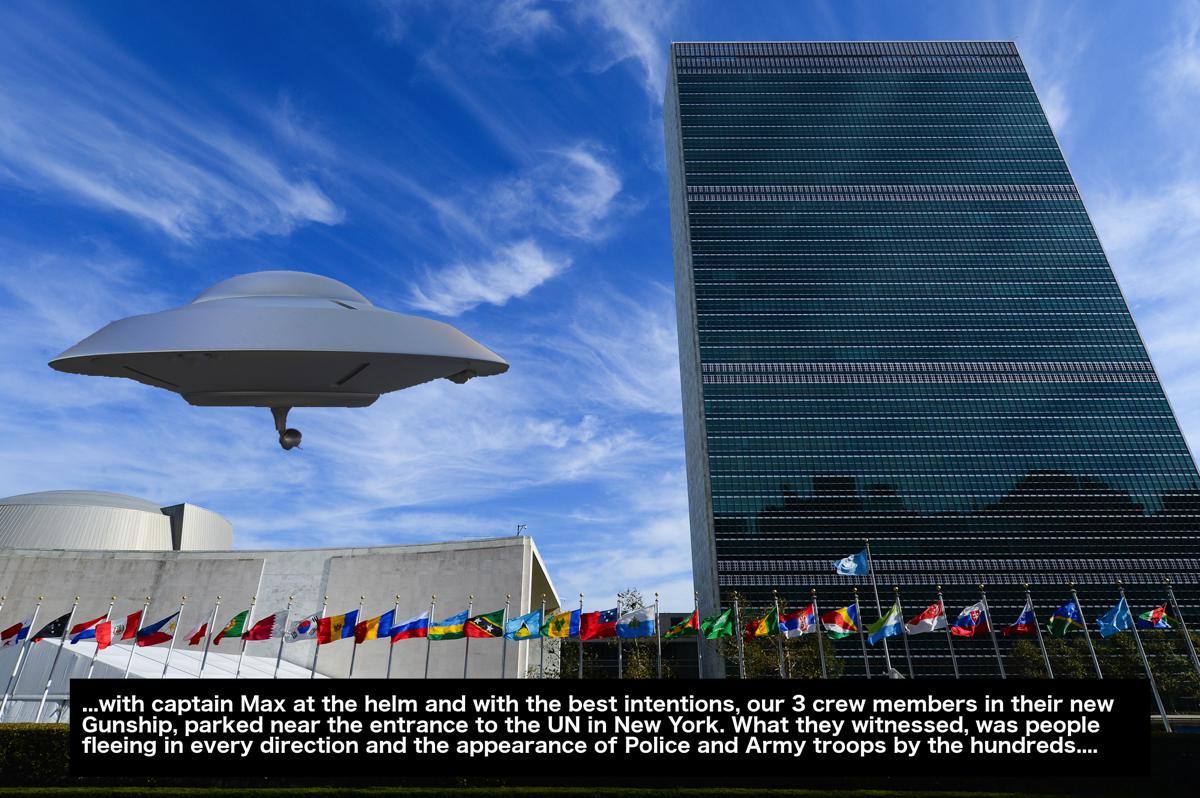 ...with captain Max at the helm and with the best intentions, our 3 crew members in their new
Gunship, parked near the entrance to the UN in New York. What they witnessed, was people
fleeing in every direction and the appearance of Police and Army troops by the hundreds....